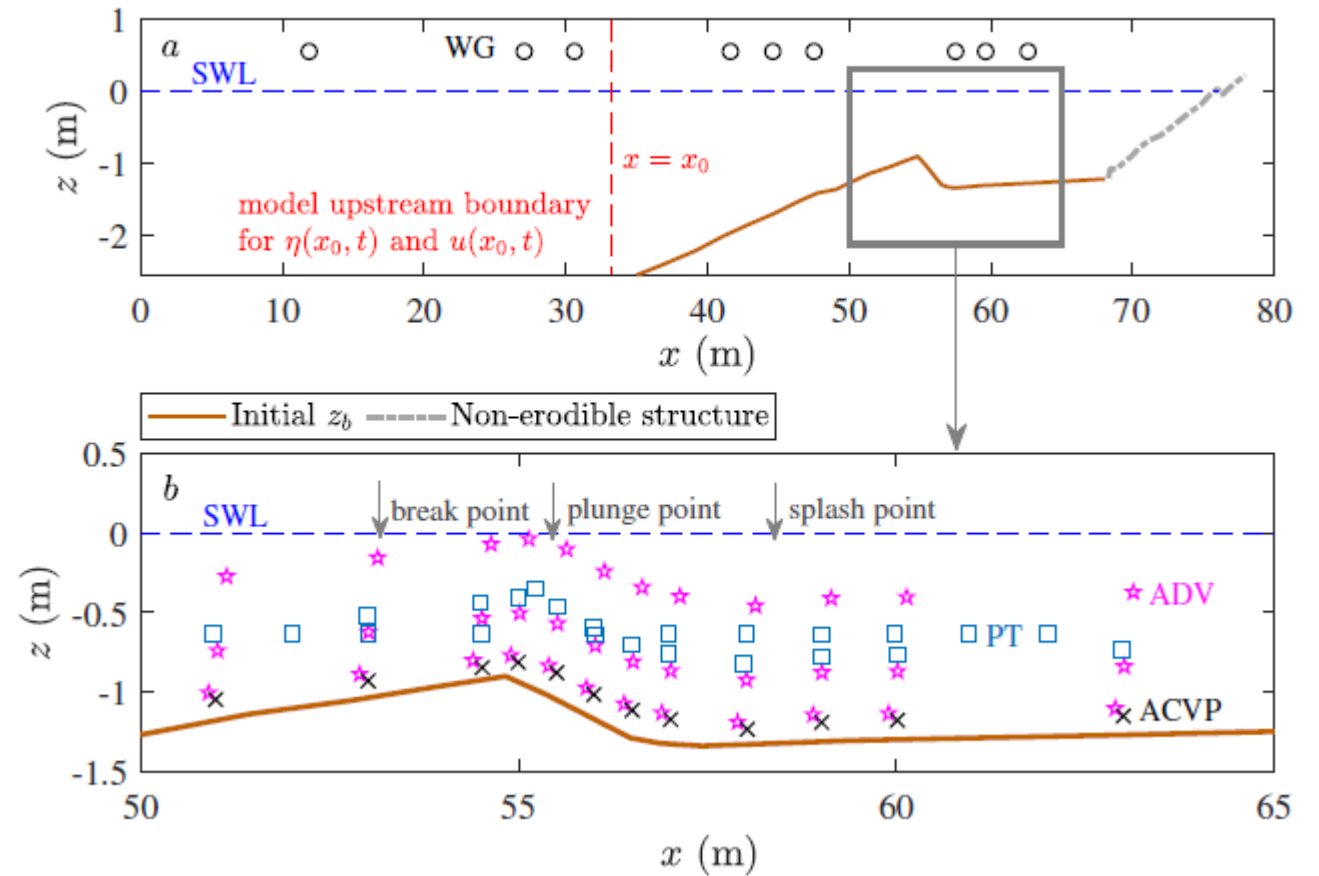 a
WG
SWL
x = x₀
model upstream boundary
for η(x₀, t) and u(x₀, t)
1
0
-1
-2
z (m)
0 10 20 30 40 50 60 70 80
x (m)
Initial z_b Non-erodible structure
b
SWL
break point plunge point splash point
ADV
PT
ACVP
0.5
0
-0.5
-1
-1.5
z (m)
50 55 60 65
x (m)